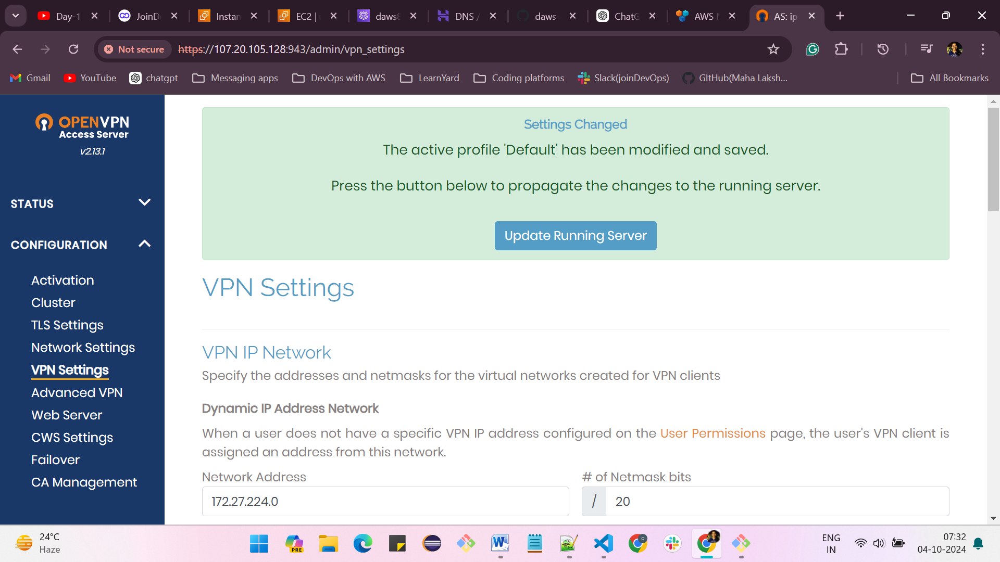 Day-1
JoinD
Instan
EC2 |
daws8
DNS /
daws-
ChatG
AWS
AS: ip
Not secure
https://107.20.105.128:943/admin/vpn_settings
Gmail
YouTube
chatgpt
Messaging apps
DevOps with AWS
LearnYard
Coding platforms
Slack(joinDevOps)
GItHub(Maha Laksh...
All Bookmarks
OPENVPN
Access Server
v2.13.1
STATUS
CONFIGURATION
Activation
Cluster
TLS Settings
Network Settings
VPN Settings
Advanced VPN
Web Server
CWS Settings
Failover
CA Management
Settings Changed
The active profile 'Default' has been modified and saved.
Press the button below to propagate the changes to the running server.
Update Running Server
VPN Settings
VPN IP Network
Specify the addresses and netmasks for the virtual networks created for VPN clients
Dynamic IP Address Network
When a user does not have a specific VPN IP address configured on the User Permissions page, the user's VPN client is
assigned an address from this network.
Network Address
# of Netmask bits
172.27.224.0
/ 20
24°C
Haze
PRE
ENG
IN
07:32
04-10-2024